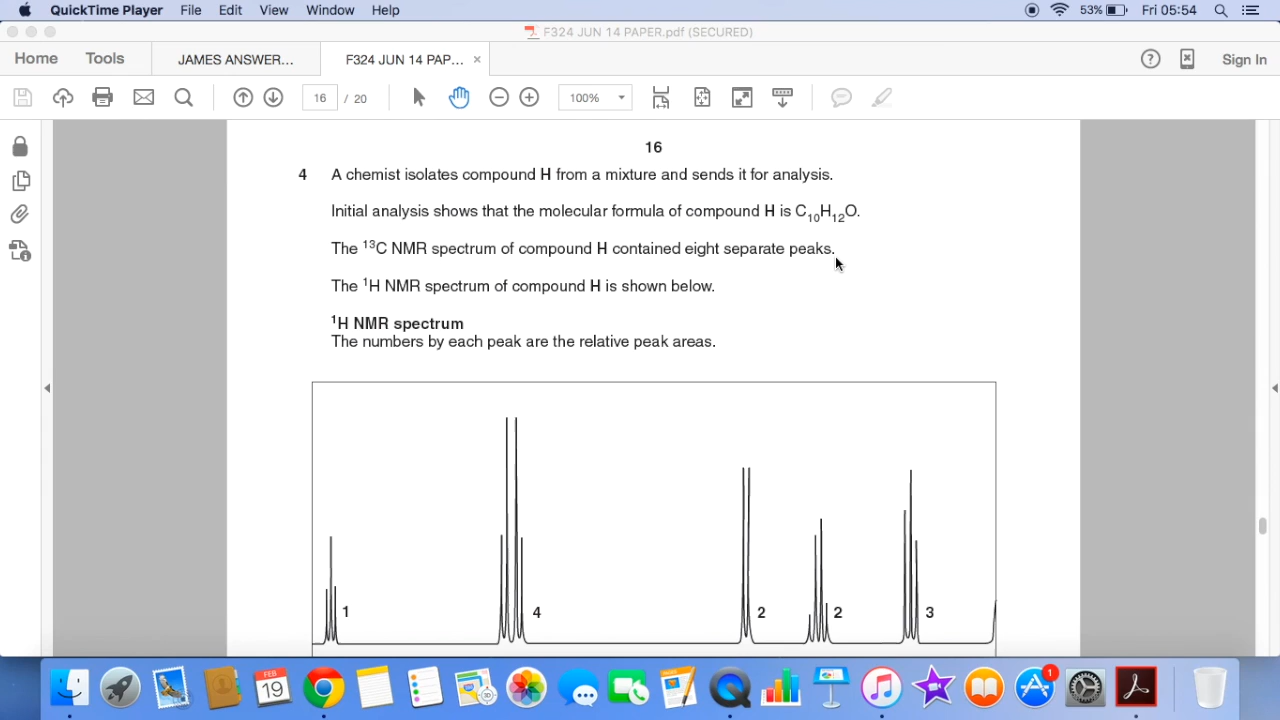 QuickTime Player File Edit View Window Help 53% Fri 05:54
F324 JUN 14 PAPER.pdf (SECURED)
Home Tools JAMES ANSWER... F324 JUN 14 PAP... × Sign In
16 / 20 100%
16
4 A chemist isolates compound H from a mixture and sends it for analysis.
Initial analysis shows that the molecular formula of compound H is C₁₀H₁₂O.
The ¹³C NMR spectrum of compound H contained eight separate peaks.
The ¹H NMR spectrum of compound H is shown below.
¹H NMR spectrum
The numbers by each peak are the relative peak areas.
1 4 2 2 3
FEB
19
1